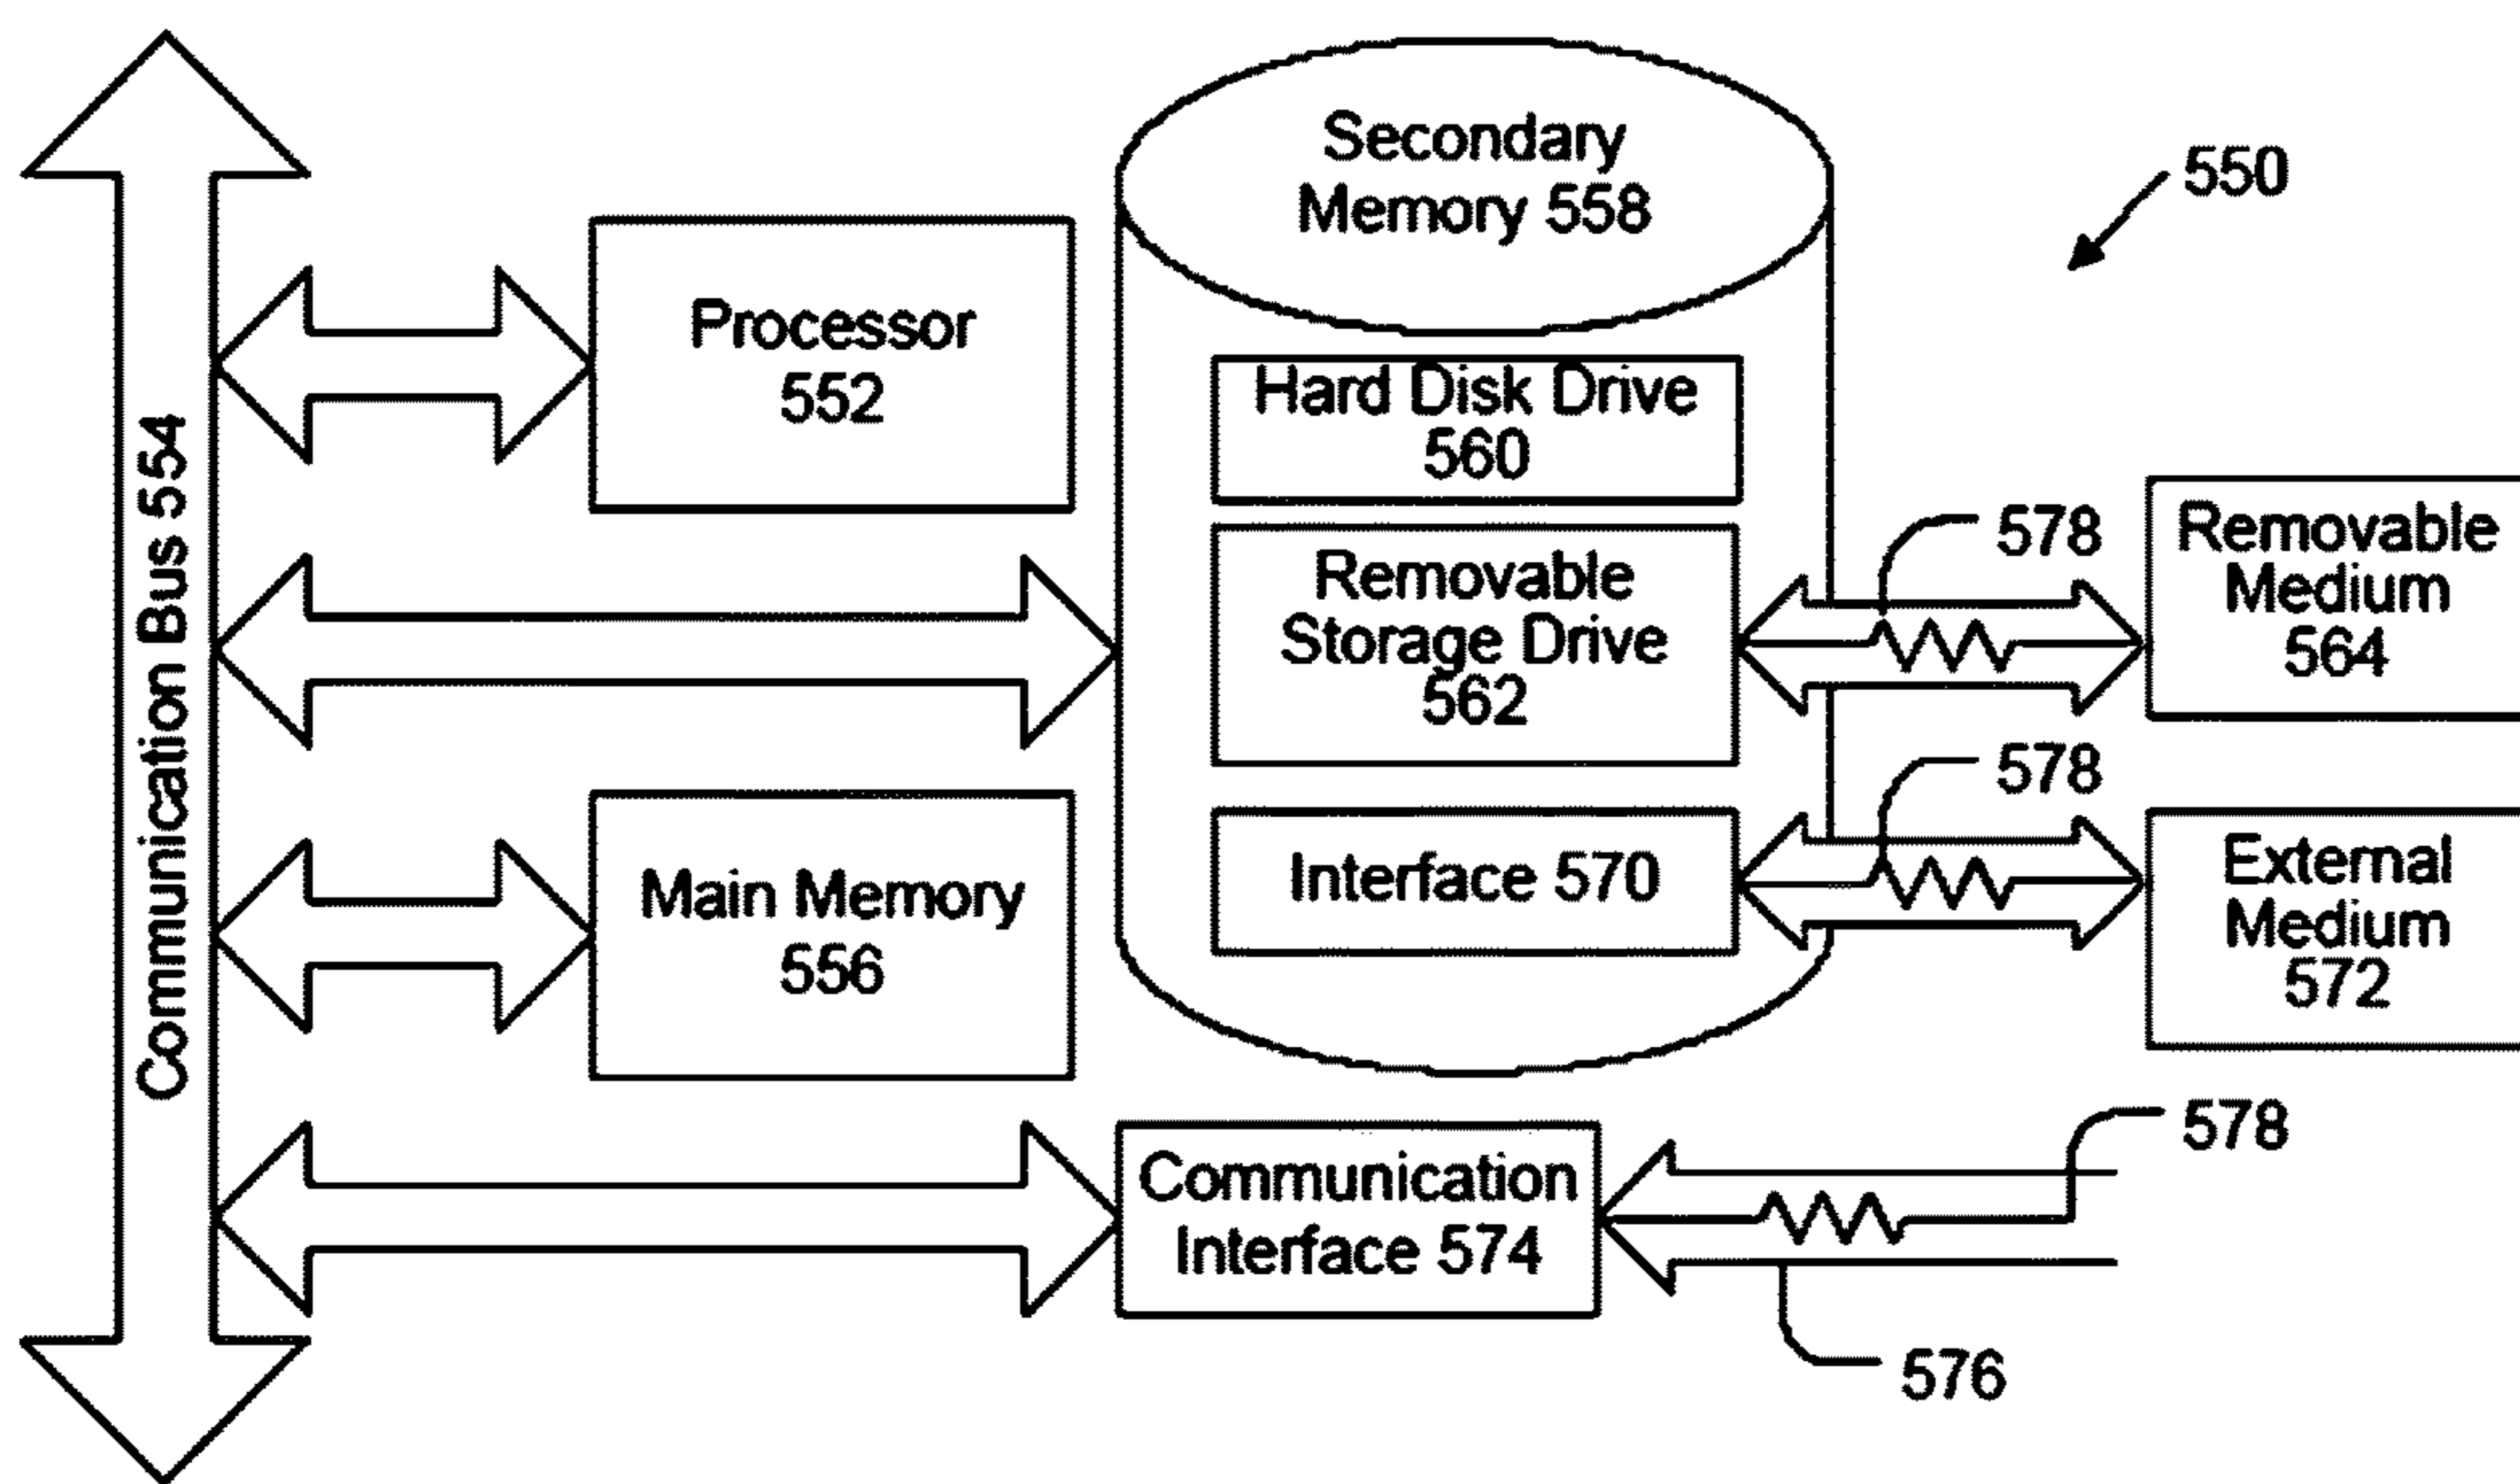 Communication Bus 554
Processor
552
Main Memory
556
Secondary
Memory 558
Hard Disk Drive
560
Removable
Storage Drive
562
Interface 570
Communication
Interface 574
550
578
Removable
Medium
564
578
External
Medium
572
578
576